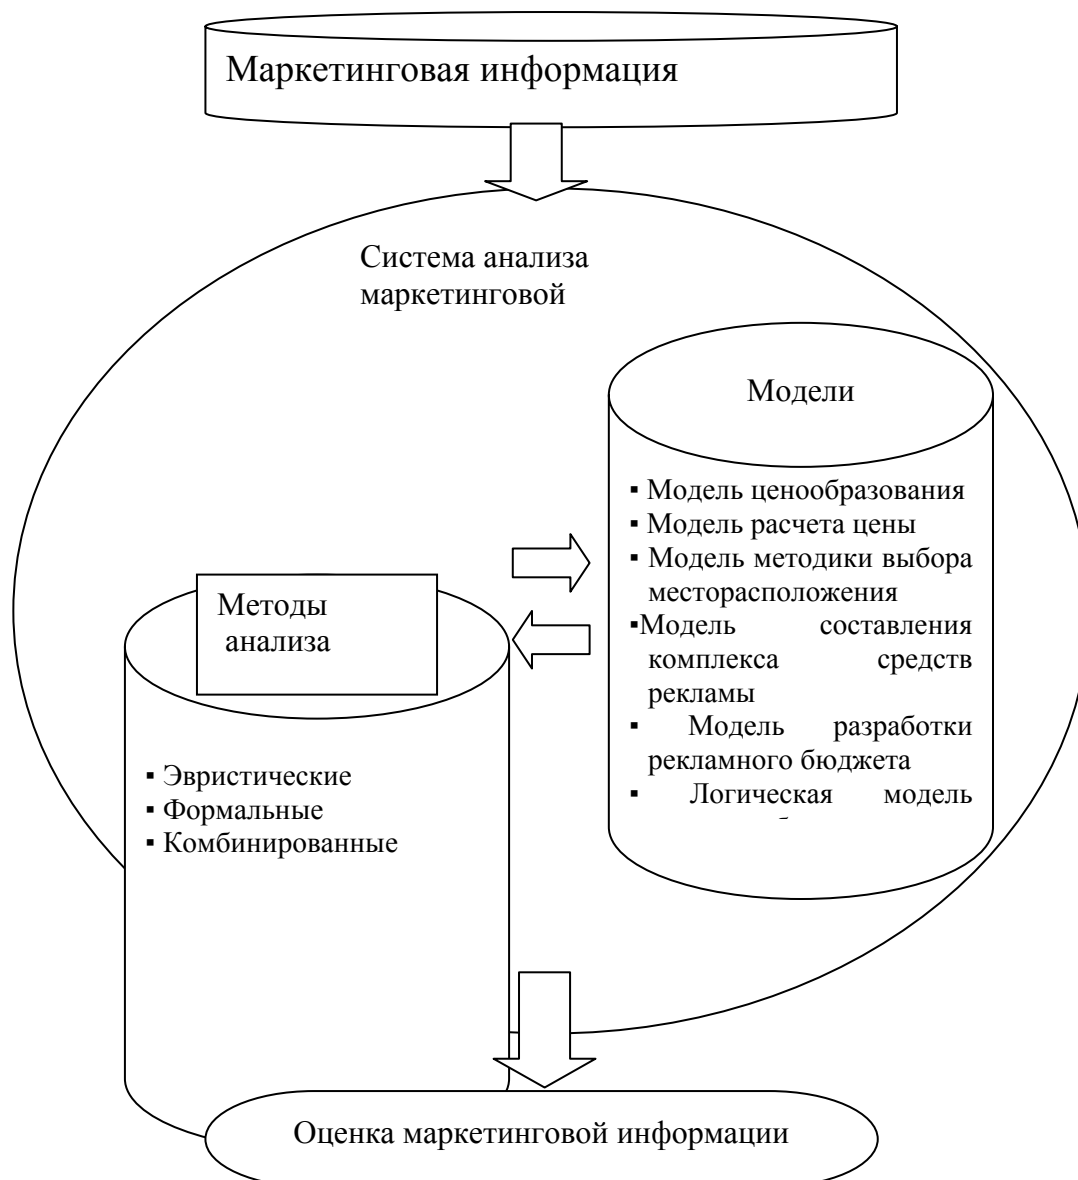 Маркетинговая информация
Система анализа
маркетинговой
Модели
▪ Модель ценообразования
▪ Модель расчета цены
▪ Модель методики выбора
месторасположения
▪Модель составления
комплекса средств
рекламы
▪ Модель разработки
рекламного бюджета
▪ Логическая модель
Методы
анализа
▪ Эвристические
▪ Формальные
▪ Комбинированные
Оценка маркетинговой информации